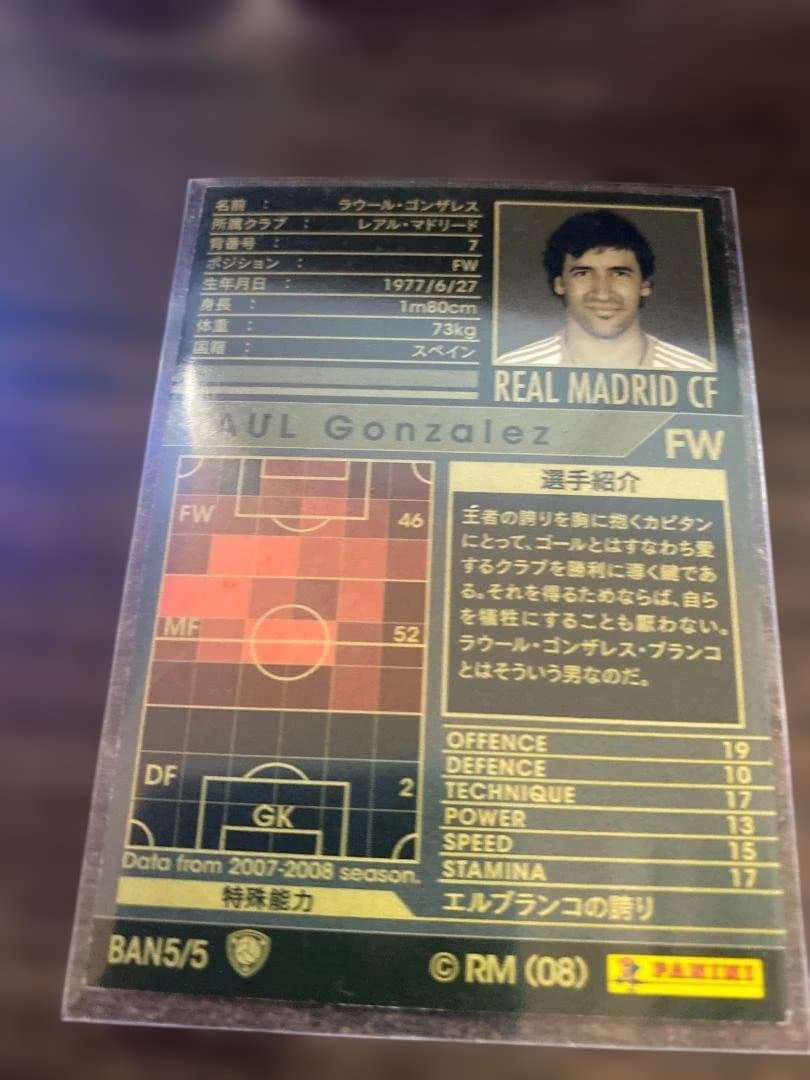 名前 : ラウール・ゴンザレス
所属クラブ : レアル・マドリード
背番号 : 7
ポジション : FW
生年月日 : 1977/6/27
身長 : 1m80cm
体重 : 73kg
国籍 : スペイン
REAL MADRID CF
RAUL Gonzalez
FW
FW 46
MF 52
DF 2
GK
Data from 2007-2008 season.
選手紹介
王者の誇りを胸に抱くカピタン
にとって、ゴールとはすなわち愛
するクラブを勝利に導く鍵であ
る。それを得るためならば、自ら
を犠牲にすることも厭わない。
ラウール・ゴンザレス・ブランコ
とはそういう男なのだ。
OFFENCE 19
DEFENCE 10
TECHNIQUE 17
POWER 13
SPEED 15
STAMINA 17
特殊能力
エルブランコの誇り
BAN5/5
© RM (08)
PANINI